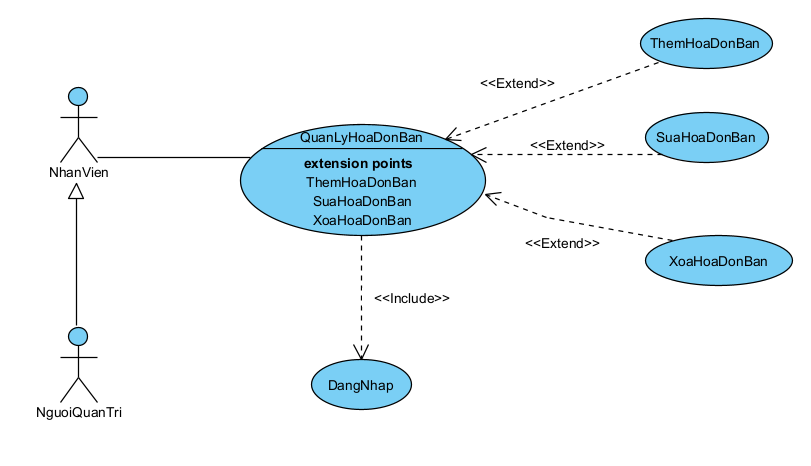 ThemHoaDonBan
<<Extend>>
QuanLyHoaDonBan
SuaHoaDonBan
<<Extend>>
extension points
ThemHoaDonBan
SuaHoaDonBan
XoaHoaDonBan
NhanVien
<<Extend>>
XoaHoaDonBan
<<Include>>
DangNhap
NguoiQuanTri